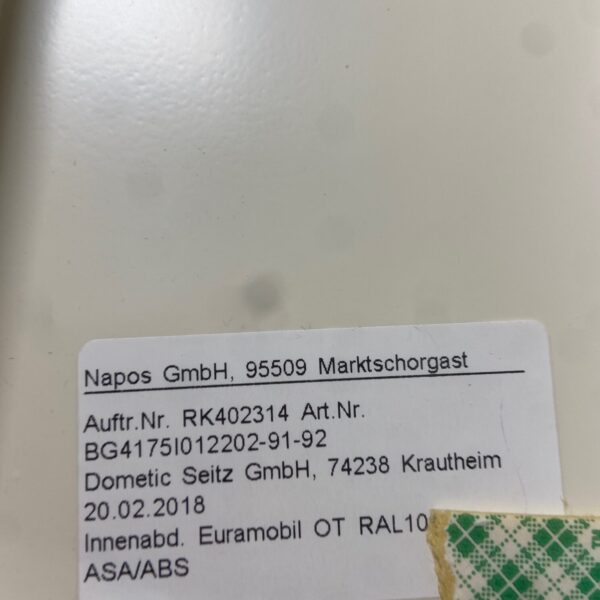 Napos GmbH, 95509 Marktschorgast
Auftr.Nr. RK402314 Art.Nr.
BG4175I012202-91-92
Dometic Seitz GmbH, 74238 Krautheim
20.02.2018
Innenabd. Euramobil OT RAL10
ASA/ABS